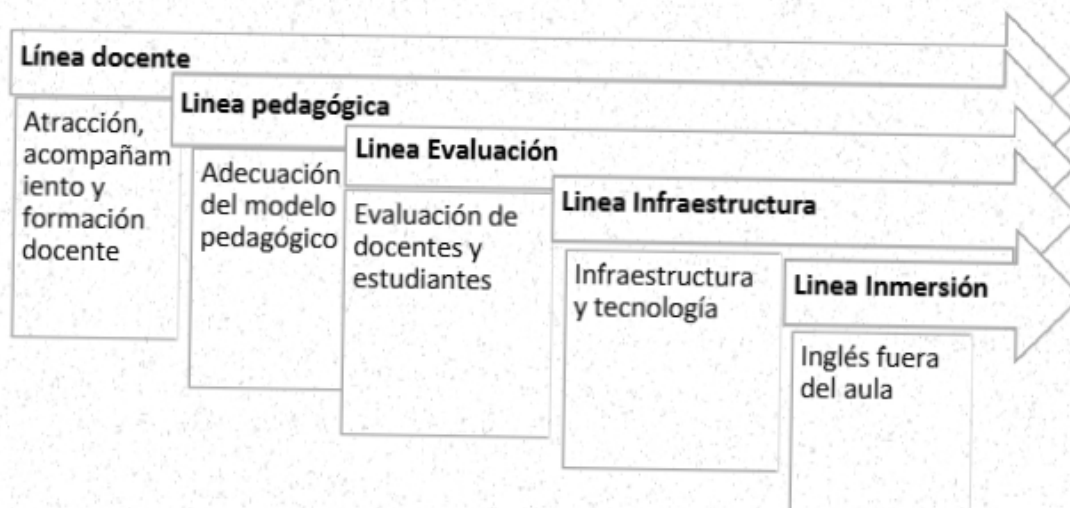 Línea docente
Atracción,
acompañam
iento y
formación
docente
Linea pedagógica
Adecuación
del modelo
pedagógico
Linea Evaluación
Evaluación de
docentes y
estudiantes
Linea Infraestructura
Infraestructura
y tecnología
Linea Inmersión
Inglés fuera
del aula